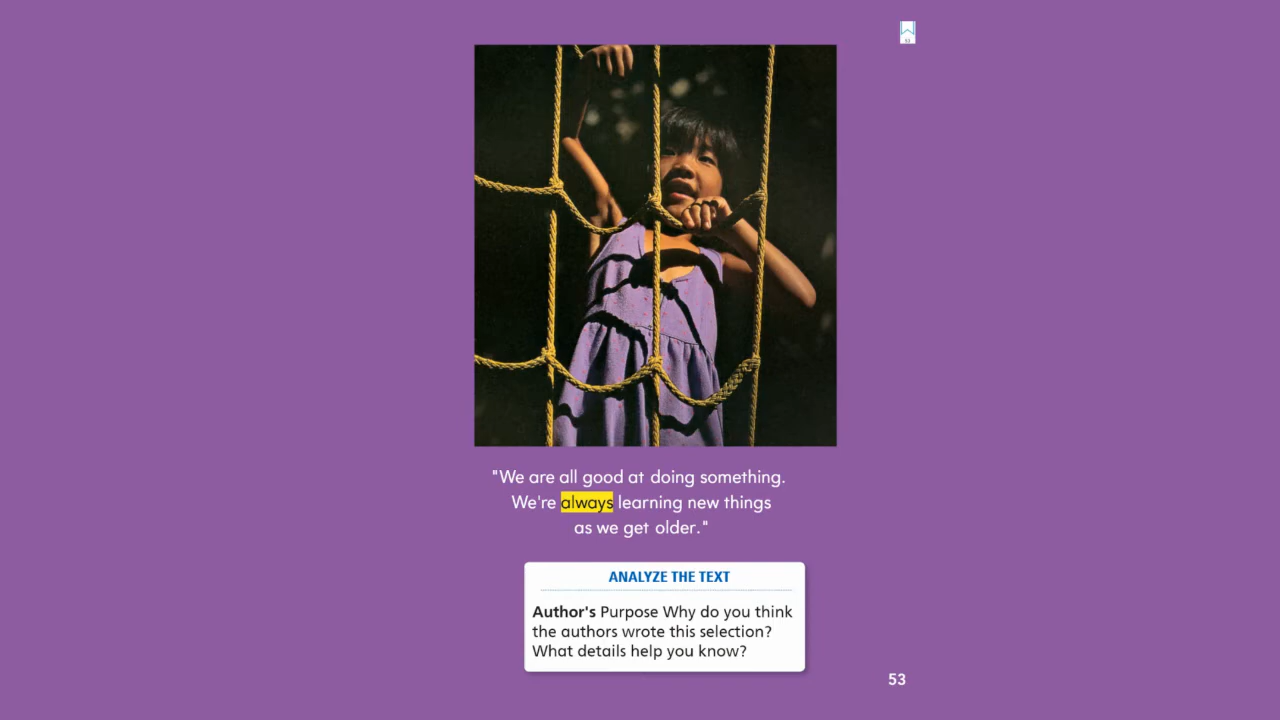 "We are all good at doing something.
We're always learning new things
as we get older."
ANALYZE THE TEXT
Author's Purpose Why do you think
the authors wrote this selection?
What details help you know?
53